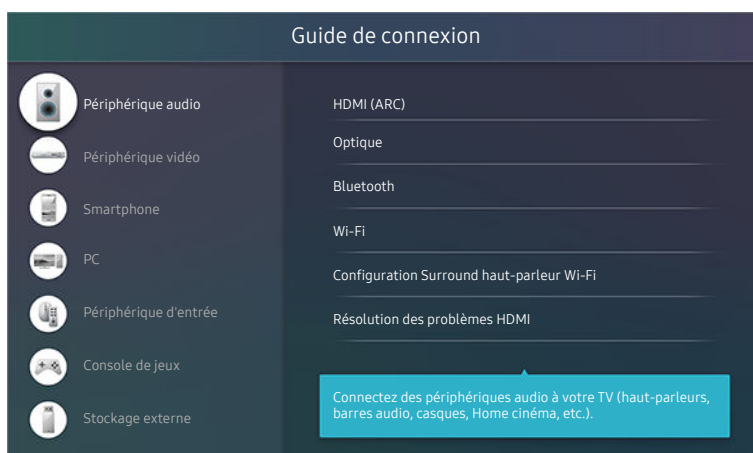 Guide de connexion
Périphérique audio
Périphérique vidéo
Smartphone
PC
Périphérique d'entrée
Console de jeux
Stockage externe
HDMI (ARC)
Optique
Bluetooth
Wi-Fi
Configuration Surround haut-parleur Wi-Fi
Résolution des problèmes HDMI
Connectez des périphériques audio à votre TV (haut-parleurs,
barres audio, casques, Home cinéma, etc.).